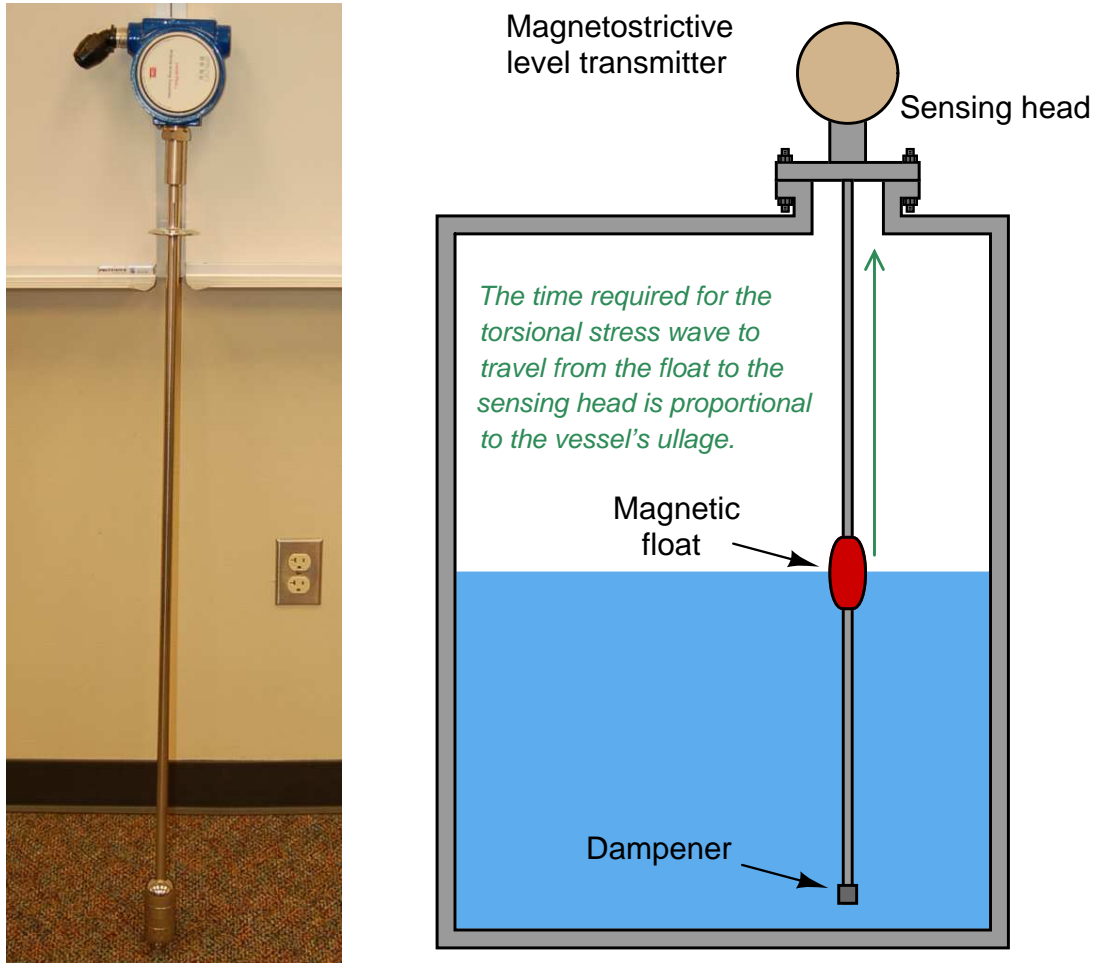 Magnetostrictive
level transmitter
Sensing head
The time required for the
torsional stress wave to
travel from the float to the
sensing head is proportional
to the vessel's ullage.
Magnetic
float
Dampener